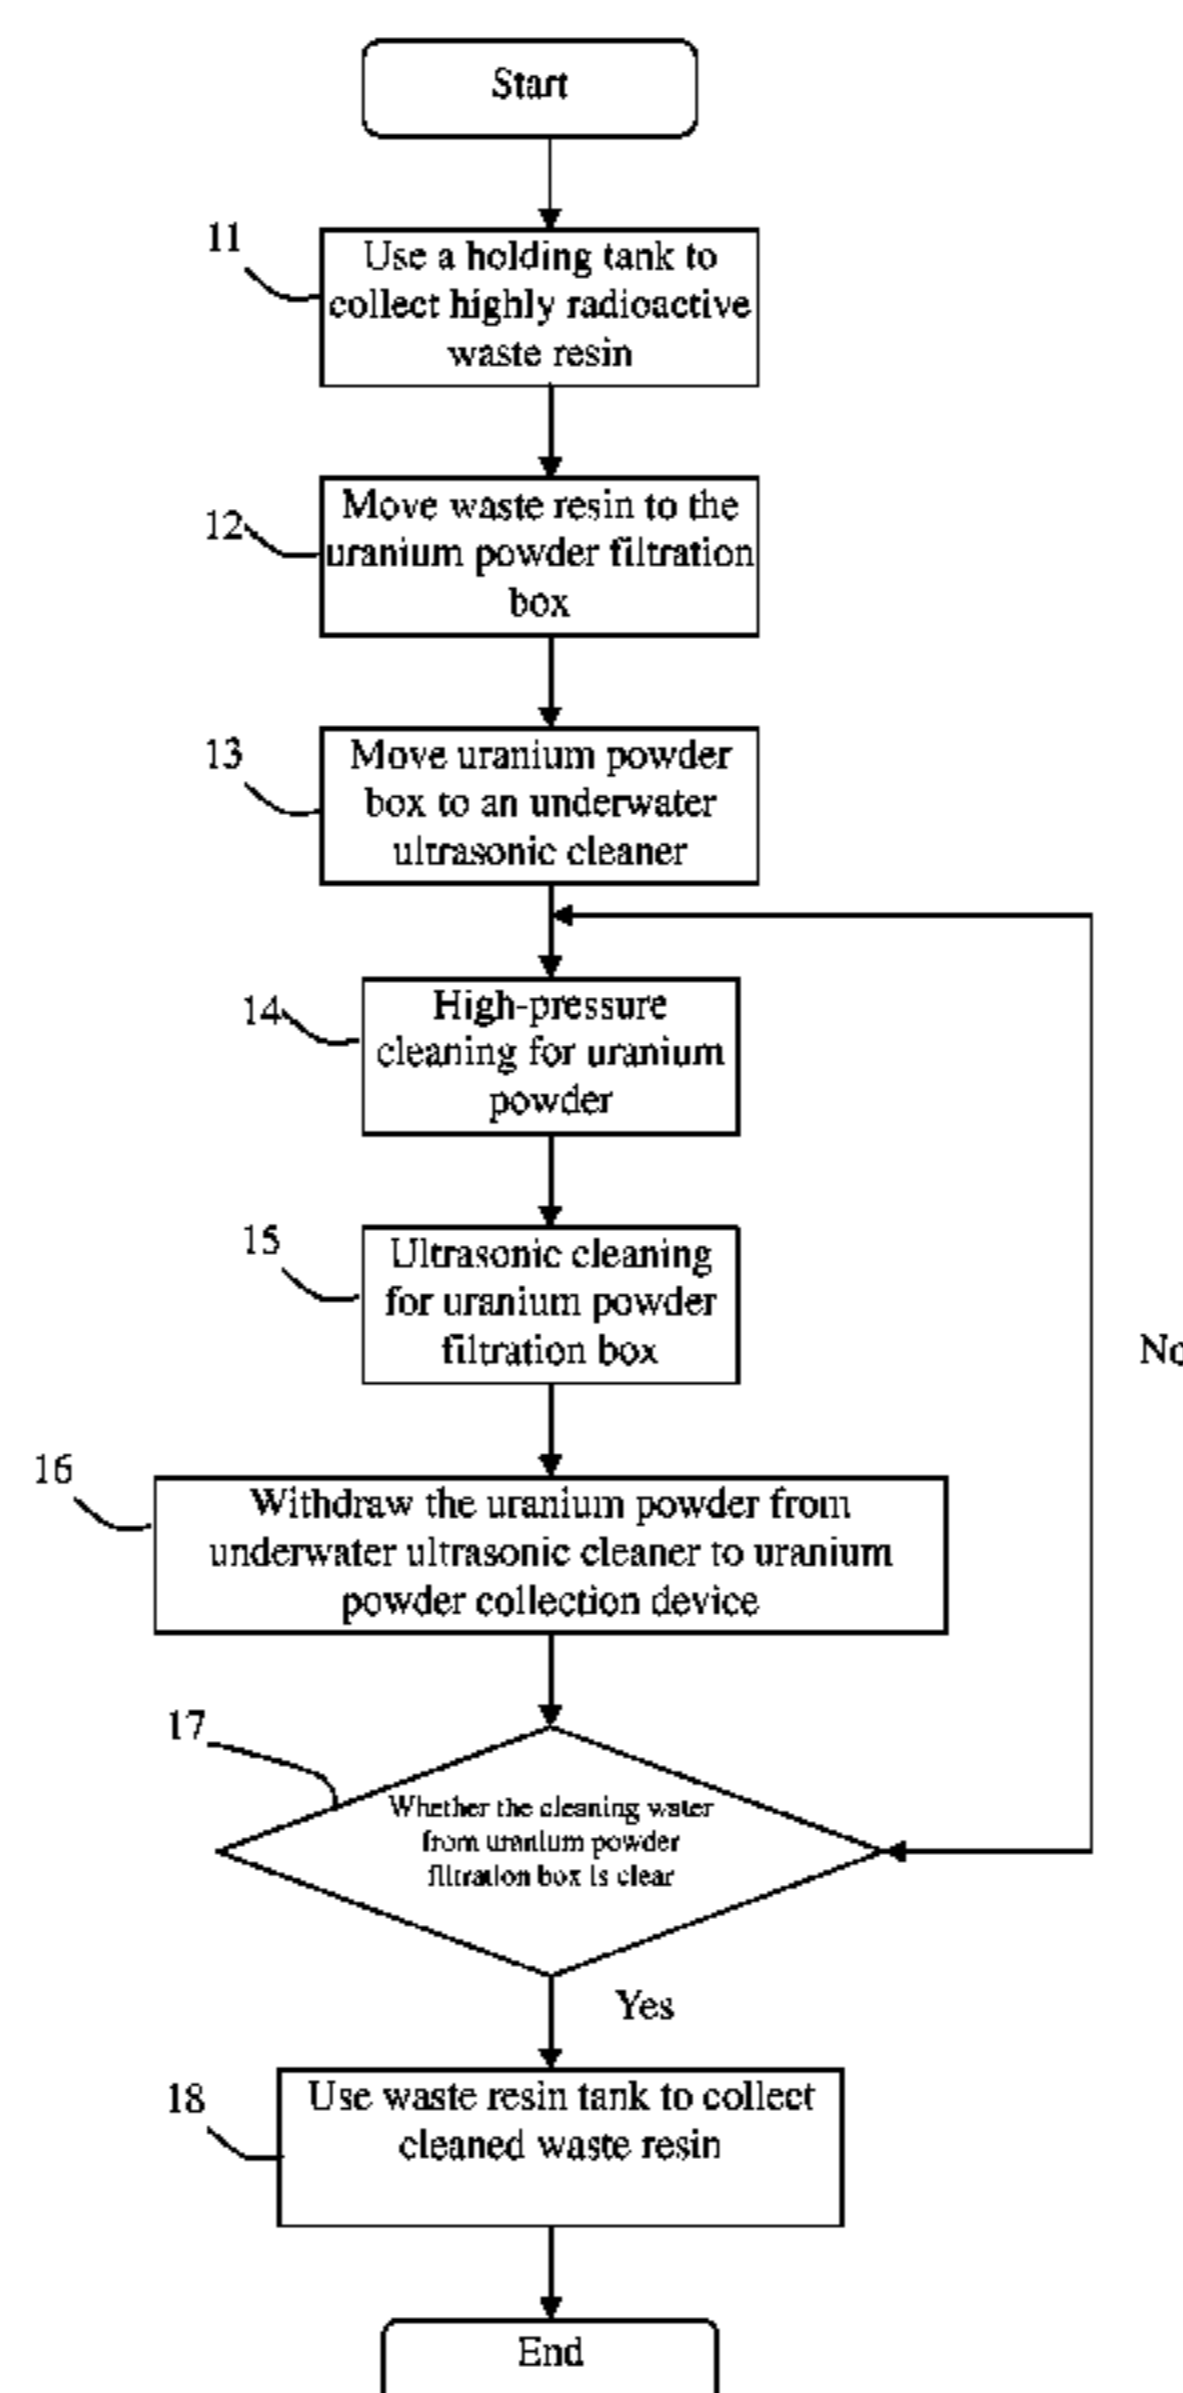 Start
11
Use a holding tank to
collect highly radioactive
waste resin
12
Move waste resin to the
uranium powder filtration
box
13
Move uranium powder
box to an underwater
ultrasonic cleaner
14
High-pressure
cleaning for uranium
powder
15
Ultrasonic cleaning
for uranium powder
filtration box
No
16
Withdraw the uranium powder from
underwater ultrasonic cleaner to uranium
powder collection device
17
Whether the cleaning water
from uranium powder
filtration box is clear
Yes
18
Use waste resin tank to collect
cleaned waste resin
End